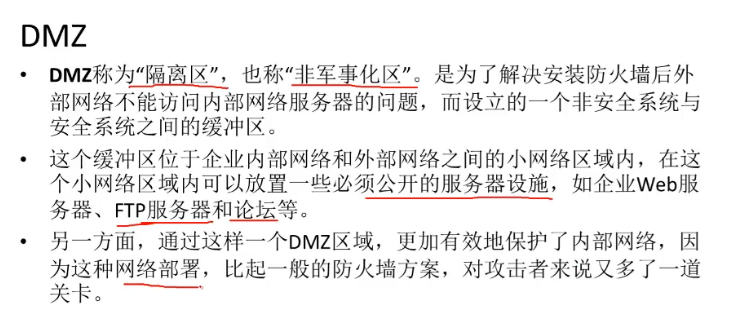 DMZ
• DMZ称为“隔离区”，也称“非军事化区”。是为了解决安装防火墙后外
部网络不能访问内部网络服务器的问题，而设立的一个非安全系统与
安全系统之间的缓冲区。
• 这个缓冲区位于企业内部网络和外部网络之间的小网络区域内，在这
个小网络区域内可以放置一些必须公开的服务器设施，如企业Web服
务器、FTP服务器和论坛等。
• 另一方面，通过这样一个DMZ区域，更加有效地保护了内部网络，因
为这种网络部署，比起一般的防火墙方案，对攻击者来说又多了一道
关卡。